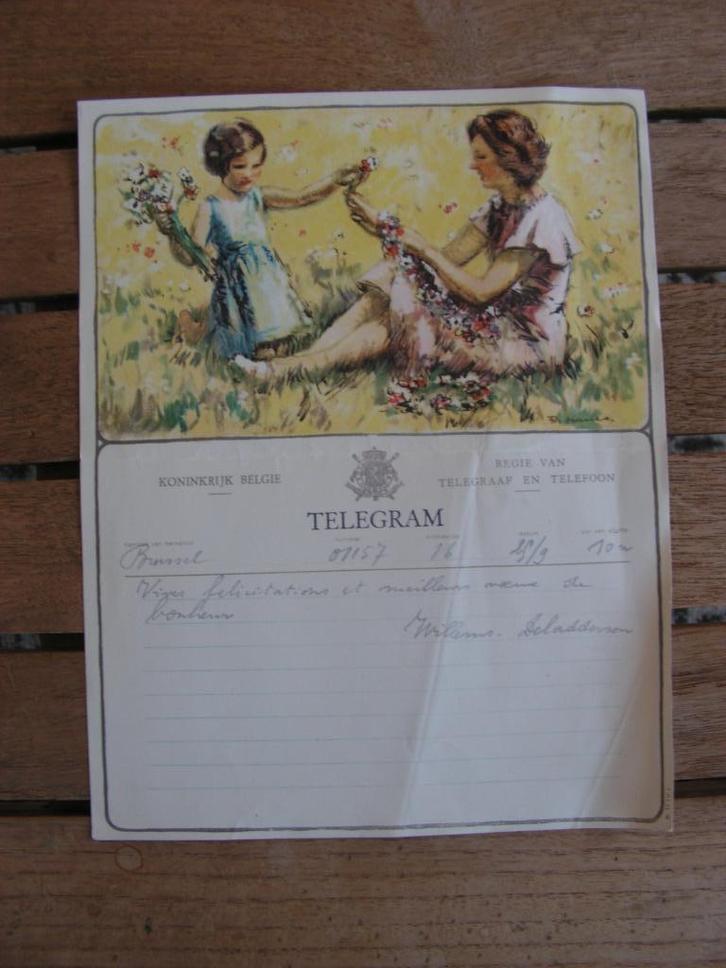 KONINKRIJK BELGIE
REGIE VAN
TELEGRAAF EN TELEFOON
TELEGRAM
Brussel 01157 16 25/9 10
Vives félicitations et meilleurs vœux de
bonheur
Willems.